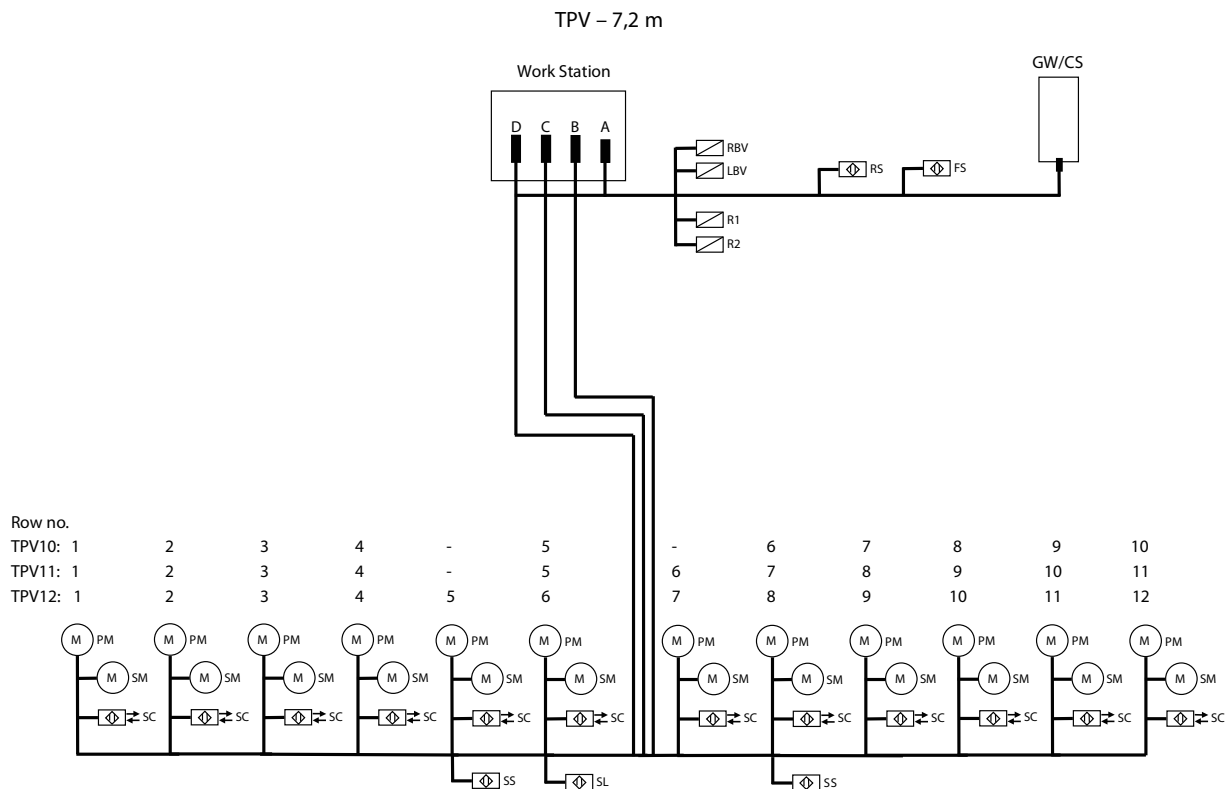 TPV – 7,2 m
Work Station
GW/CS
D C B A
RBV
LBV
RS
FS
R1
R2
Row no.
TPV10: 1 2 3 4 - 5 - 6 7 8 9 10
TPV11: 1 2 3 4 - 5 6 7 8 9 10 11
TPV12: 1 2 3 4 5 6 7 8 9 10 11 12
M PM M PM M PM M PM M PM M PM M PM M PM M PM M PM M PM M PM
M SM M SM M SM M SM M SM M SM M SM M SM M SM M SM M SM M SM
SC SC SC SC SC SC SC SC SC SC SC SC
SS SL SS